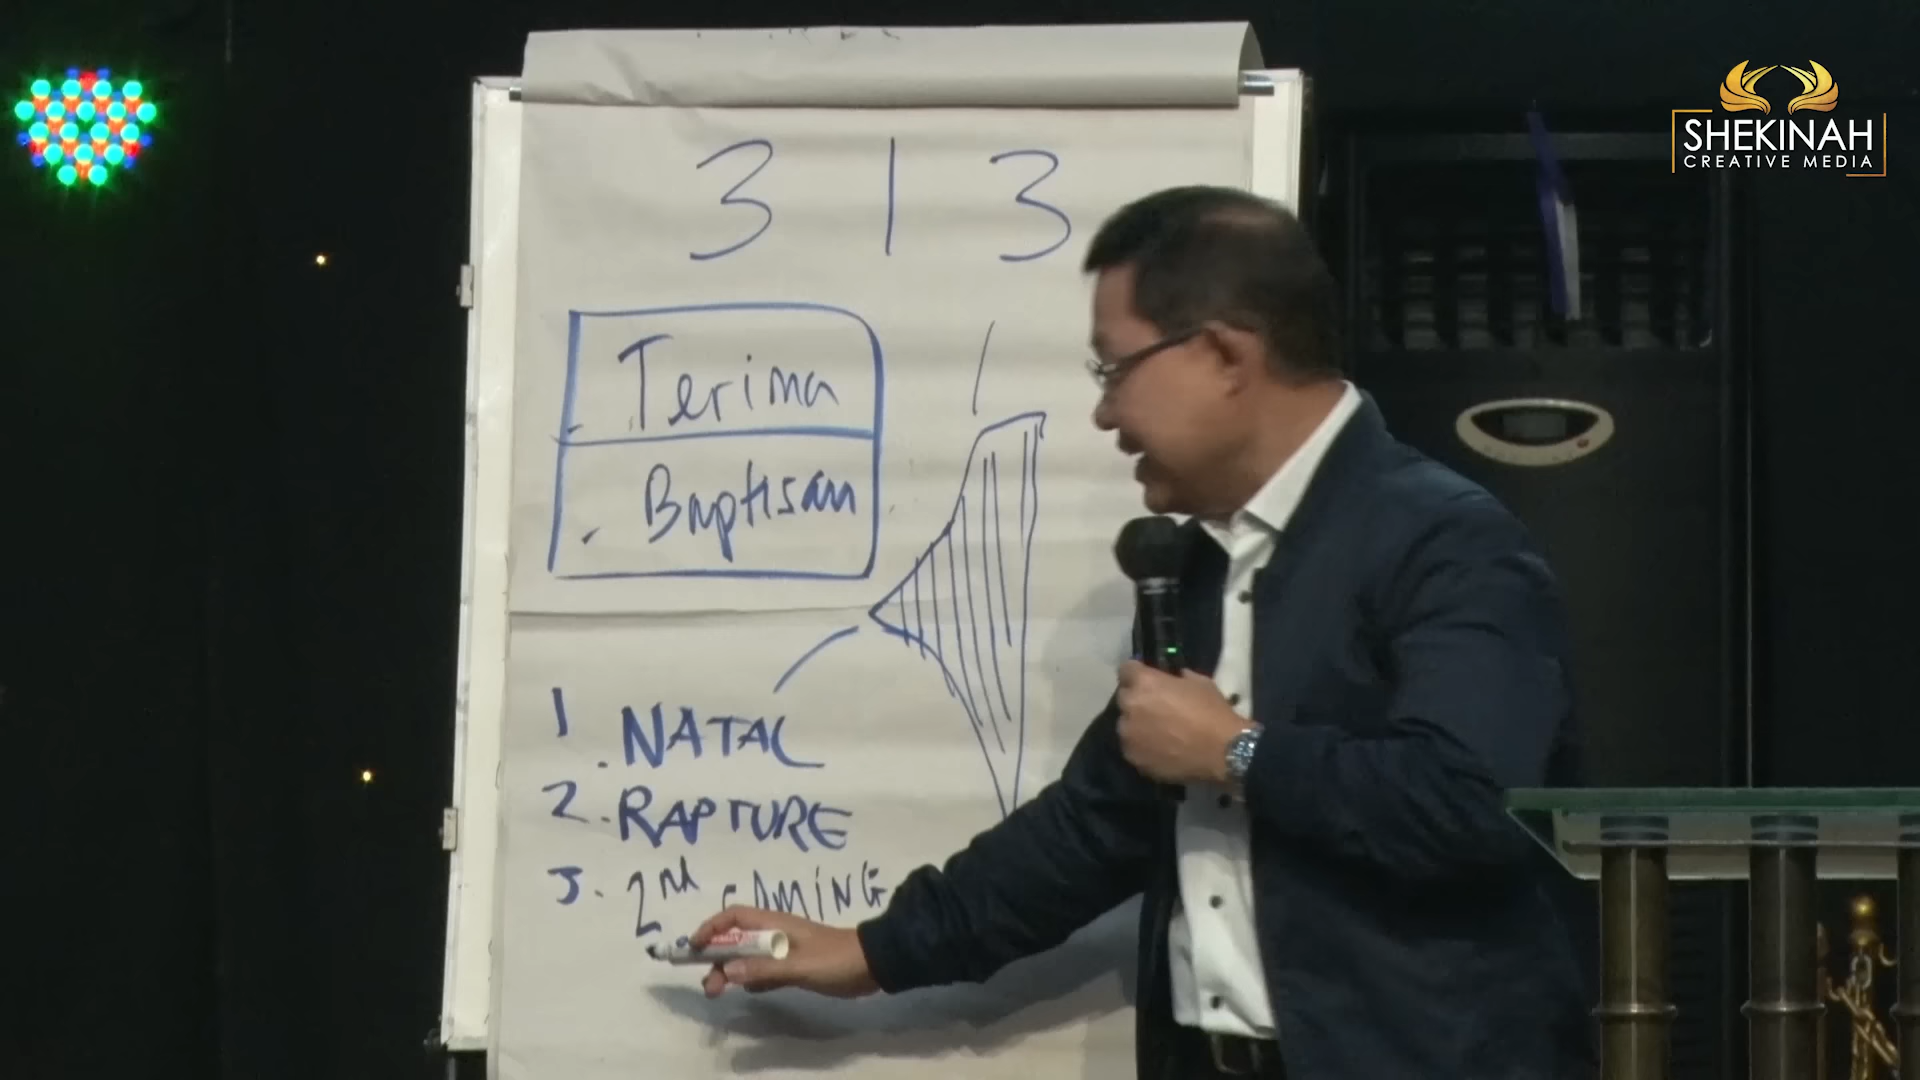 SHEKINAH
CREATIVE MEDIA
3 1 3
Terima
Baptisan
1. NATAL
2. RAPTURE
3. 2nd COMING